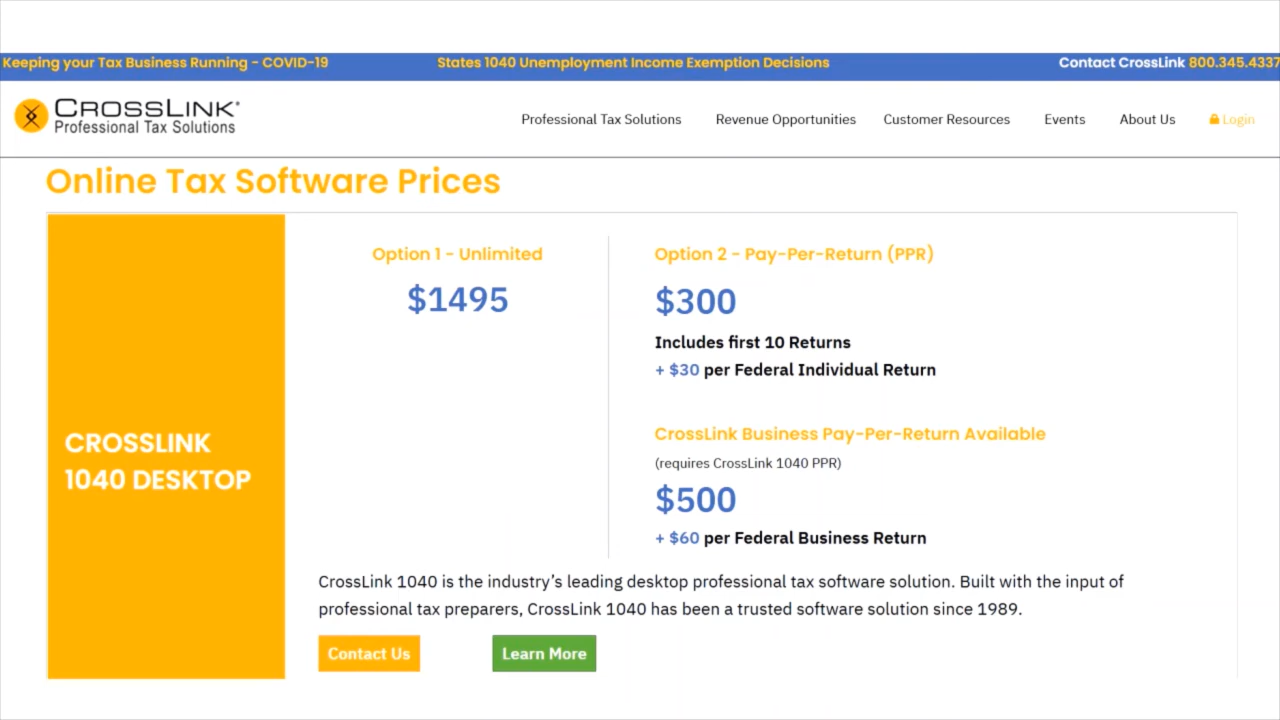 Keeping your Tax Business Running - COVID-19
States 1040 Unemployment Income Exemption Decisions
Contact CrossLink 800.345.4337
CROSSLINK®
Professional Tax Solutions
Professional Tax Solutions
Revenue Opportunities
Customer Resources
Events
About Us
Login
Online Tax Software Prices
CROSSLINK
1040 DESKTOP
Option 1 - Unlimited
$1495
Option 2 - Pay-Per-Return (PPR)
$300
Includes first 10 Returns
+ $30 per Federal Individual Return
CrossLink Business Pay-Per-Return Available
(requires CrossLink 1040 PPR)
$500
+ $60 per Federal Business Return
CrossLink 1040 is the industry’s leading desktop professional tax software solution. Built with the input of
professional tax preparers, CrossLink 1040 has been a trusted software solution since 1989.
Contact Us
Learn More